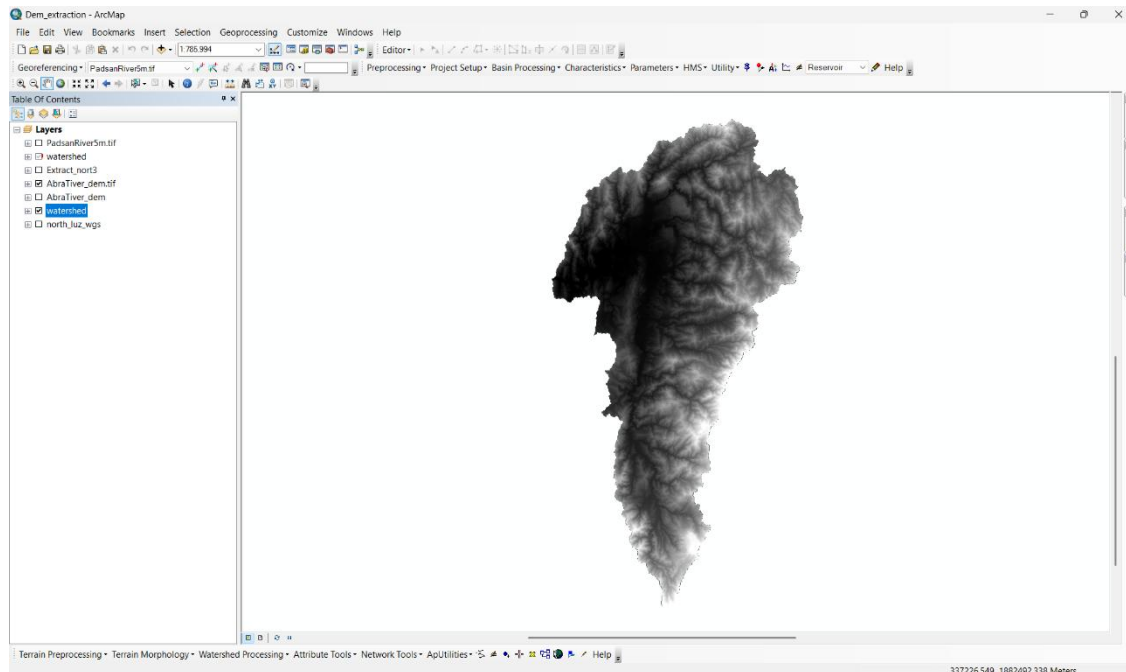 Dem_extraction - ArcMap
File Edit View Bookmarks Insert Selection Geoprocessing Customize Windows Help
1:786,994 Editor
Georeferencing PadsanRiver5m.tif Preprocessing Project Setup Basin Processing Characteristics Parameters HMS Utility Reservoir Help
Table Of Contents
Layers
PadsanRiver5m.tif
watershed
Extract_nort3
AbraTiver_dem.tif
AbraTiver_dem
watershed
north_luz_wgs
Terrain Preprocessing Terrain Morphology Watershed Processing Attribute Tools Network Tools ApUtilities Help
337226.549 1882492.338 Meters